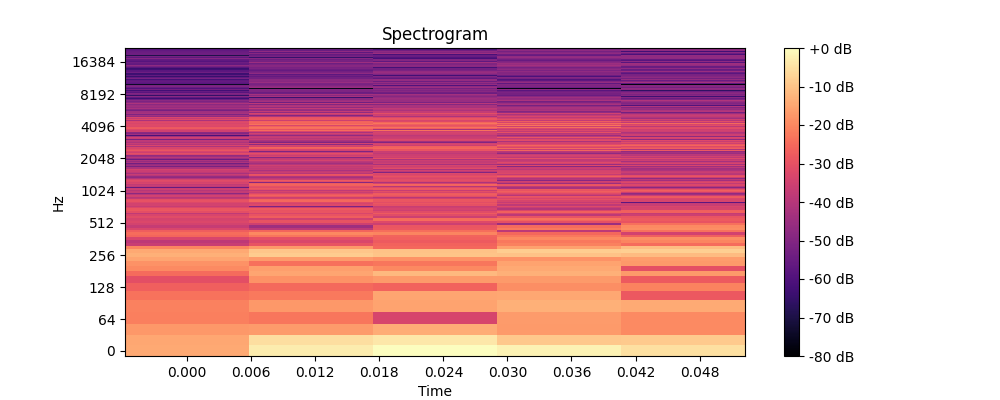 Spectrogram
Hz
16384
8192
4096
2048
1024
512
256
128
64
0
0.000 0.006 0.012 0.018 0.024 0.030 0.036 0.042 0.048
Time
+0 dB
-10 dB
-20 dB
-30 dB
-40 dB
-50 dB
-60 dB
-70 dB
-80 dB